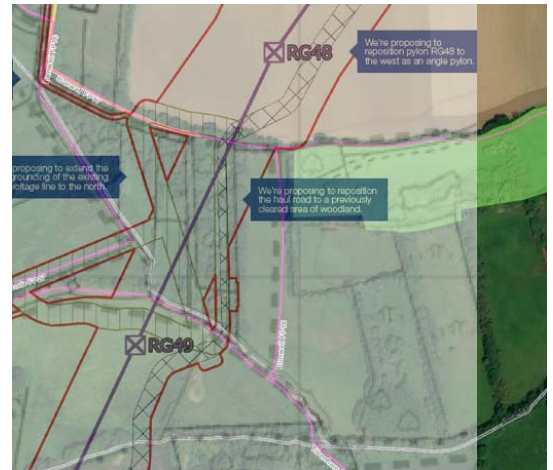 RG48
We're proposing to
reposition pylon RG48 to
the west as an angle pylon.
proposing to extend the
grounding of the existing
voltage line to the north.
We're proposing to reposition
the haul road to a previously
cleared area of woodland.
RG49